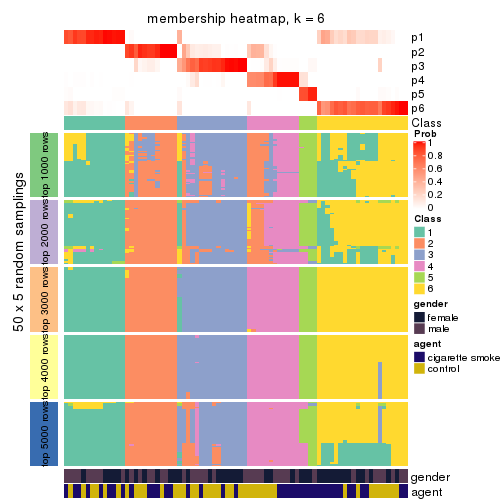 membership heatmap, k = 6
p1
p2
p3
p4
p5
p6
Class
50 x 5 random samplings
top 1000 rows
top 2000 rows
top 3000 rows
top 4000 rows
top 5000 rows
gender
agent
Prob
1
0.8
0.6
0.4
0.2
0
Class
1
2
3
4
5
6
gender
female
male
agent
cigarette smoke
control